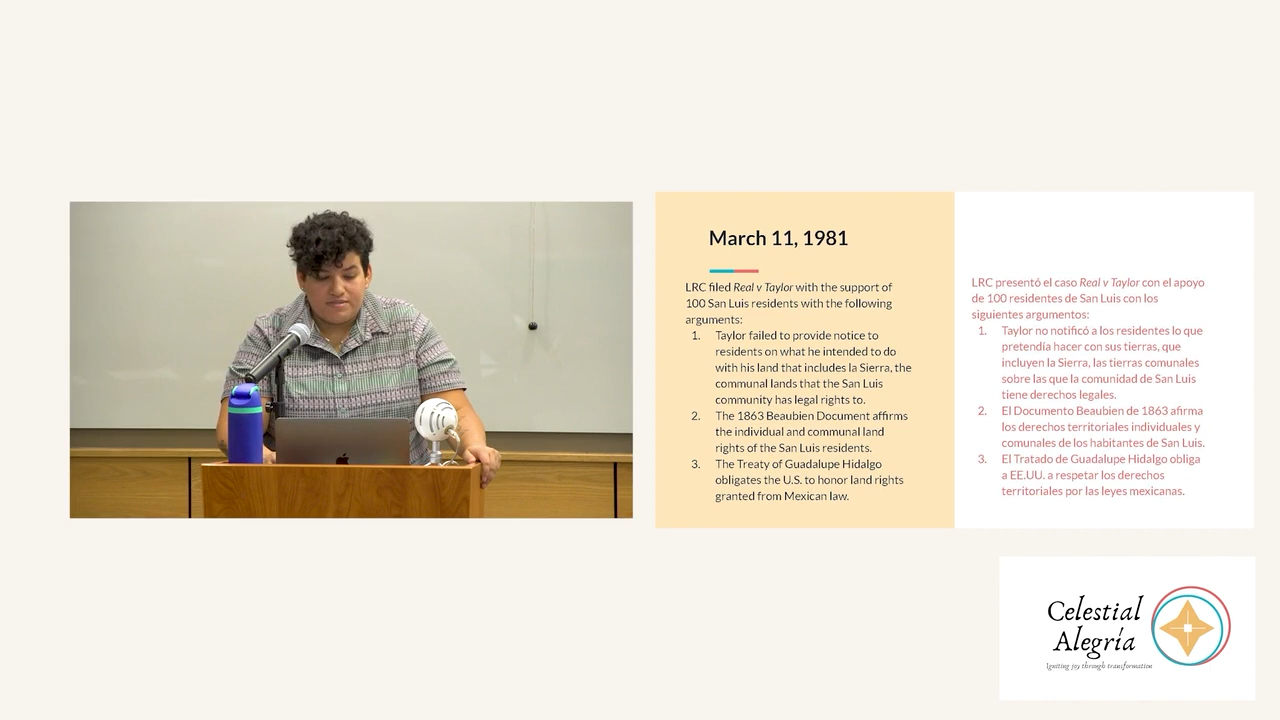 March 11, 1981
LRC filed Real v Taylor with the support of
100 San Luis residents with the following
arguments:
1. Taylor failed to provide notice to
residents on what he intended to do
with his land that includes la Sierra, the
communal lands that the San Luis
community has legal rights to.
2. The 1863 Beaubien Document affirms
the individual and communal land
rights of the San Luis residents.
3. The Treaty of Guadalupe Hidalgo
obligates the U.S. to honor land rights
granted from Mexican law.
LRC presentó el caso Real v Taylor con el apoyo
de 100 residentes de San Luis con los
siguientes argumentos:
1. Taylor no notificó a los residentes lo que
pretendía hacer con sus tierras, que
incluyen la Sierra, las tierras comunales
sobre las que la comunidad de San Luis
tiene derechos legales.
2. El Documento Beaubien de 1863 afirma
los derechos territoriales individuales y
comunales de los habitantes de San Luis.
3. El Tratado de Guadalupe Hidalgo obliga
a EE.UU. a respetar los derechos
territoriales por las leyes mexicanas.
Celestial
Alegría
Igniting joy through transformation